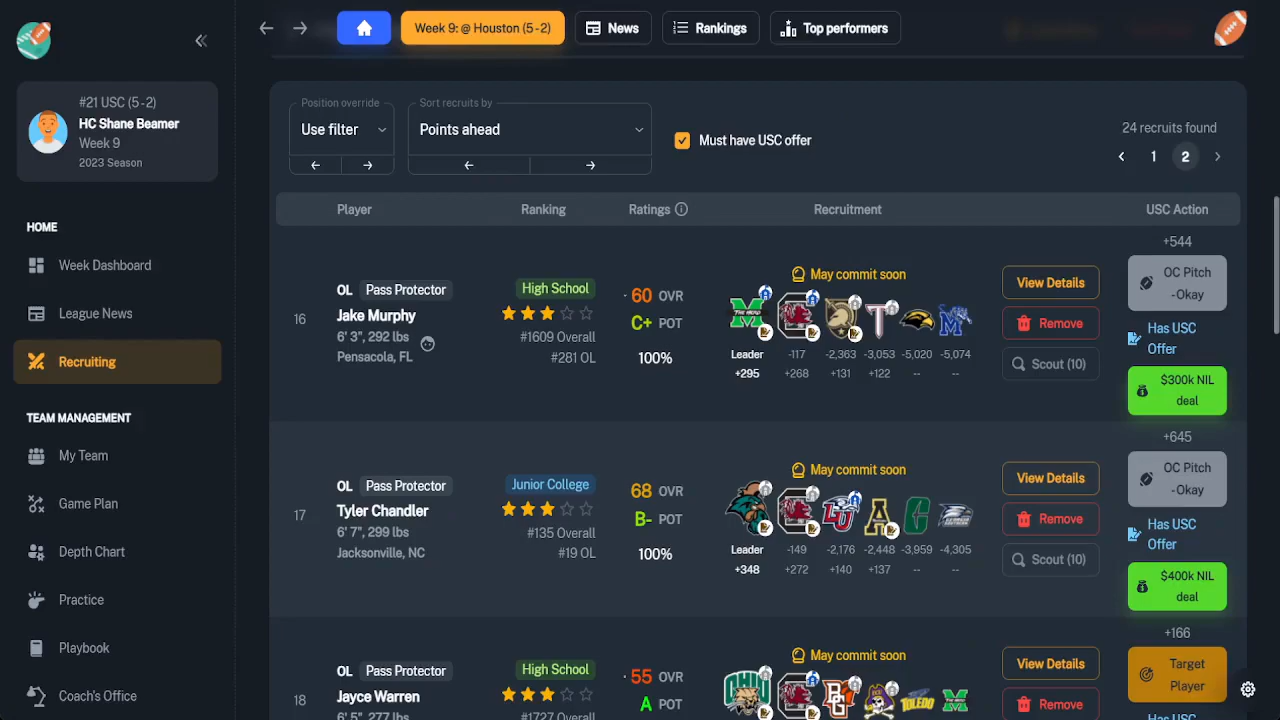 Week 9: @ Houston (5-2)
News
Rankings
Top performers
#21 USC (5-2)
HC Shane Beamer
Week 9
2023 Season
HOME
Week Dashboard
League News
Recruiting
TEAM MANAGEMENT
My Team
Game Plan
Depth Chart
Practice
Playbook
Coach's Office
Position override
Use filter
Sort recruits by
Points ahead
Must have USC offer
24 recruits found
1
2
Player
Ranking
Ratings
Recruitment
USC Action
16
OL Pass Protector
Jake Murphy
6' 3", 292 lbs
Pensacola, FL
High School
#1609 Overall
#281 OL
60 OVR
C+ POT
100%
May commit soon
Leader -117 -2,363 -3,053 -5,020 -5,074
+295 +268 +131 +122 -- --
View Details
Remove
Scout (10)
+544
OC Pitch
-Okay
Has USC
Offer
$300k NIL
deal
17
OL Pass Protector
Tyler Chandler
6' 7", 299 lbs
Jacksonville, NC
Junior College
#135 Overall
#19 OL
68 OVR
B- POT
100%
May commit soon
Leader -149 -2,176 -2,448 -3,959 -4,305
+348 +272 +140 +137 -- --
View Details
Remove
Scout (10)
+645
OC Pitch
-Okay
Has USC
Offer
$400k NIL
deal
18
OL Pass Protector
Jayce Warren
6' 5", 277 lbs
High School
#1727 Overall
55 OVR
A POT
May commit soon
OHIO
TOLEDO
View Details
Remove
+166
Target
Player
Has USC